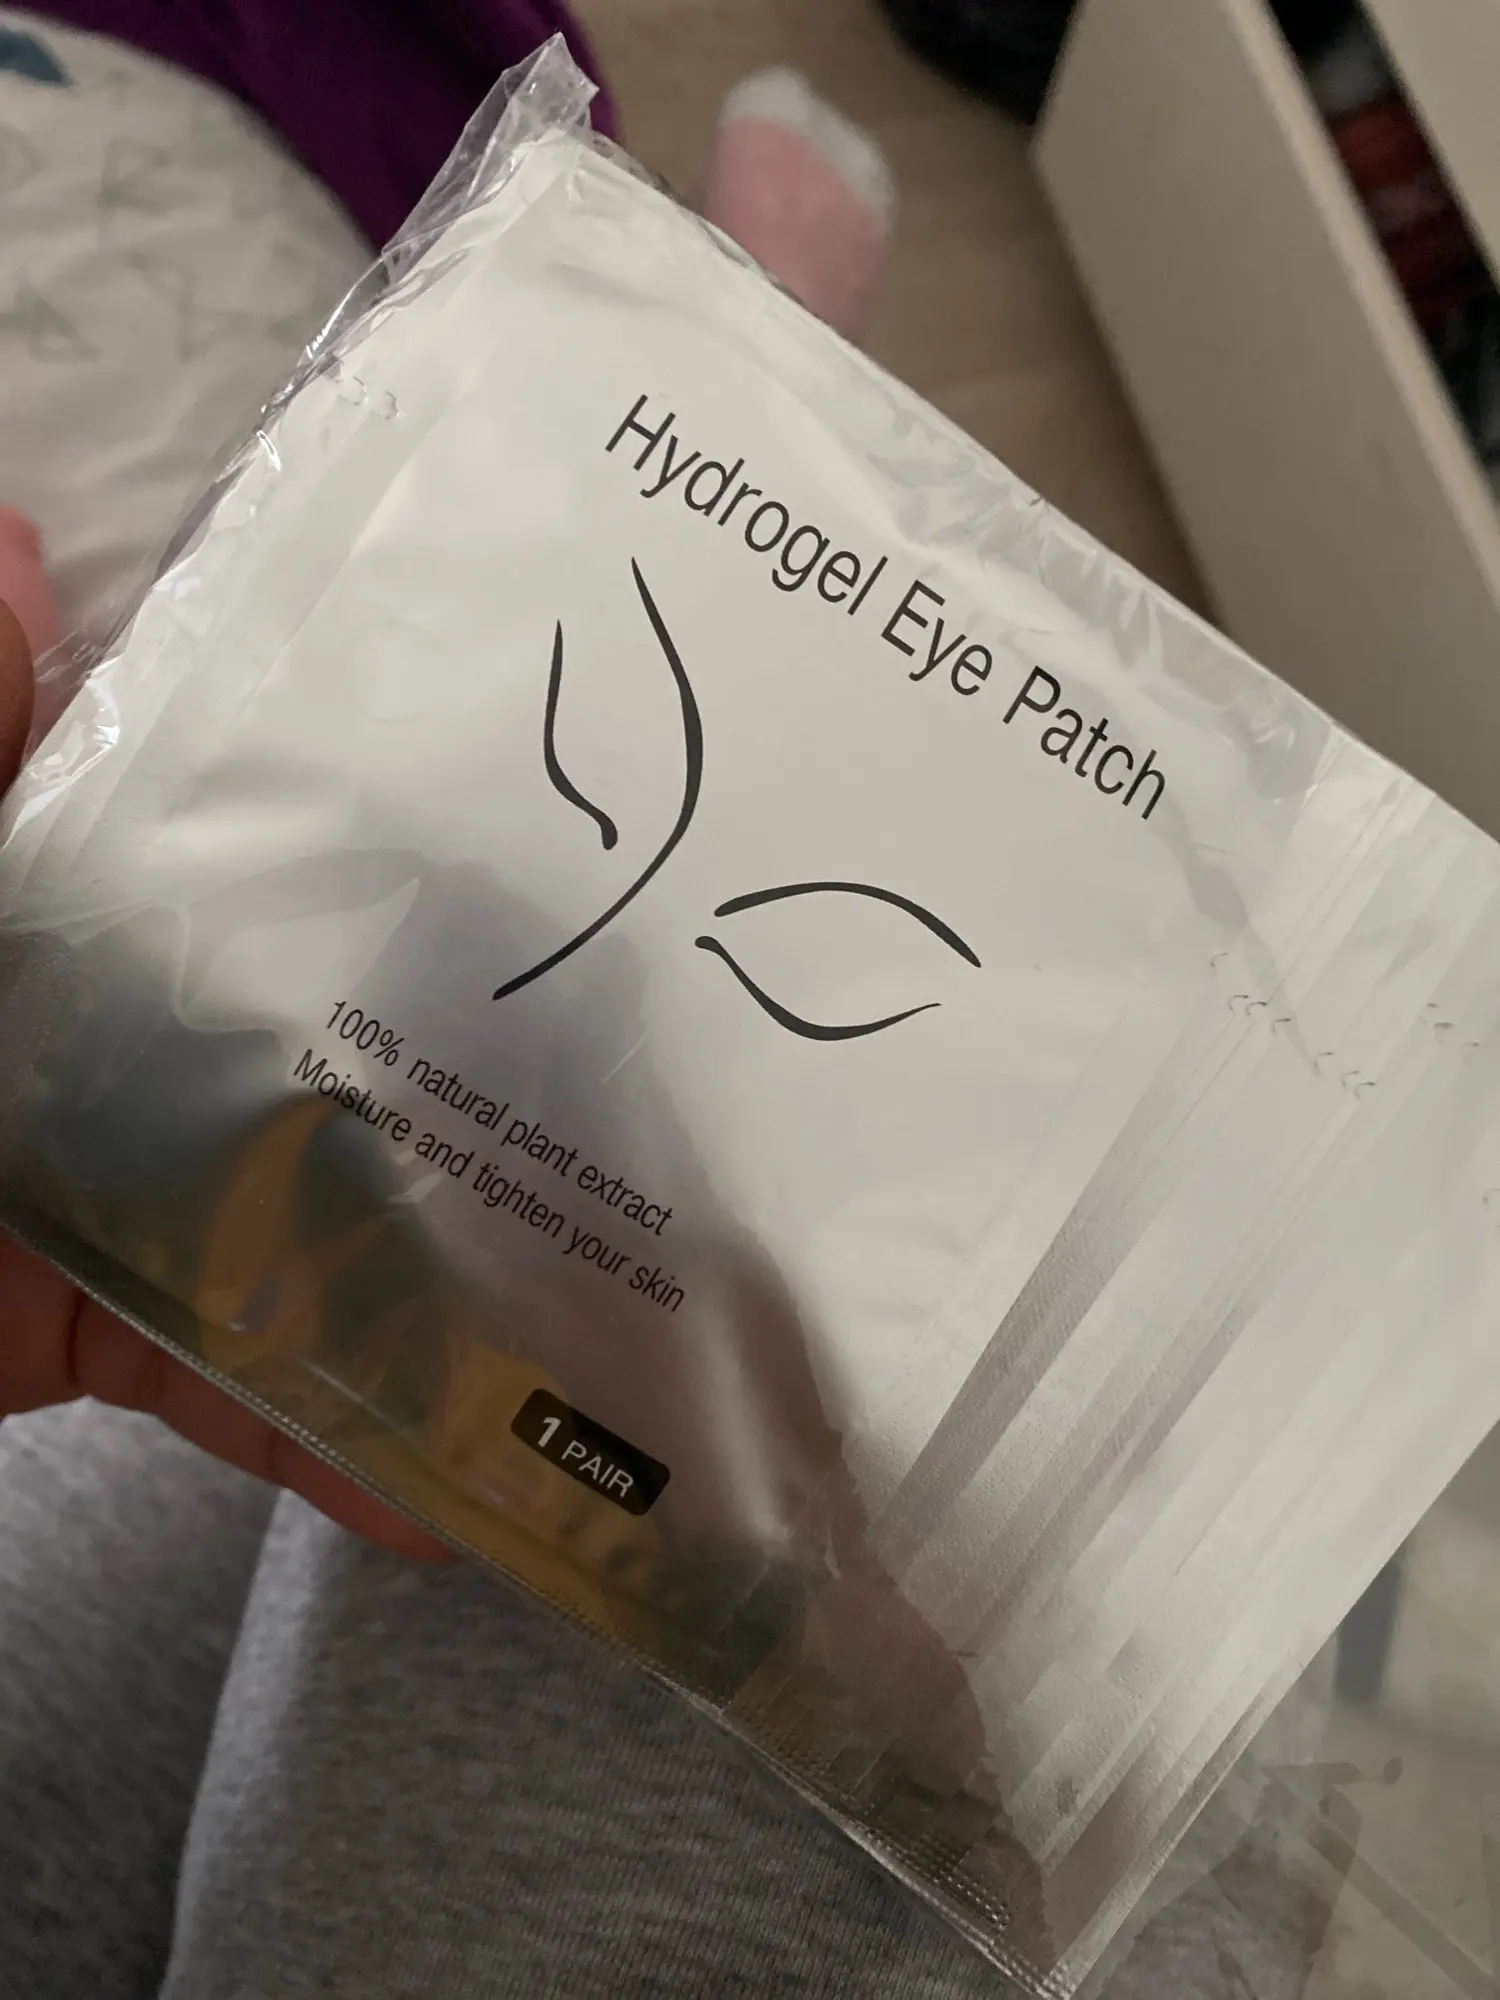 Hydrogel Eye Patch
100% natural plant extract
Moisture and tighten your skin
1 PAIR